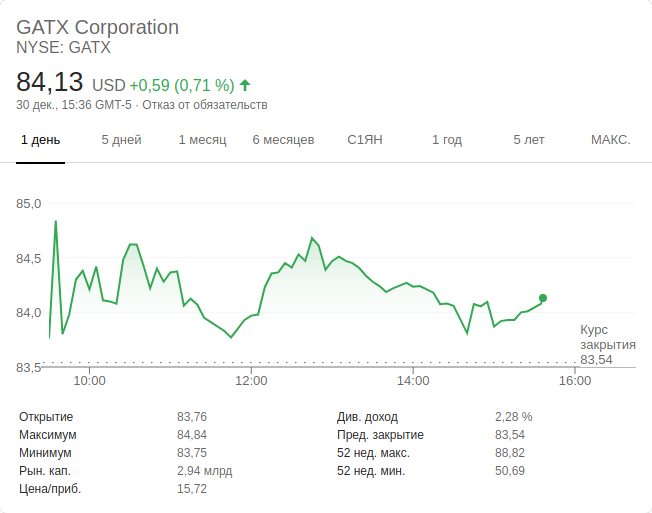 GATX Corporation
NYSE: GATX
84,13 USD +0,59 (0,71 %)
30 дек., 15:36 GMT-5 · Отказ от обязательств
1 день 5 дней 1 месяц 6 месяцев С1ЯН 1 год 5 лет МАКС.
85,0
84,5
84,0
Курс
закрытия
83,54
83,5
10:00 12:00 14:00 16:00
Открытие 83,76 Див. доход 2,28 %
Максимум 84,84 Пред. закрытие 83,54
Минимум 83,75 52 нед. макс. 88,82
Рын. кап. 2,94 млрд 52 нед. мин. 50,69
Цена/приб. 15,72